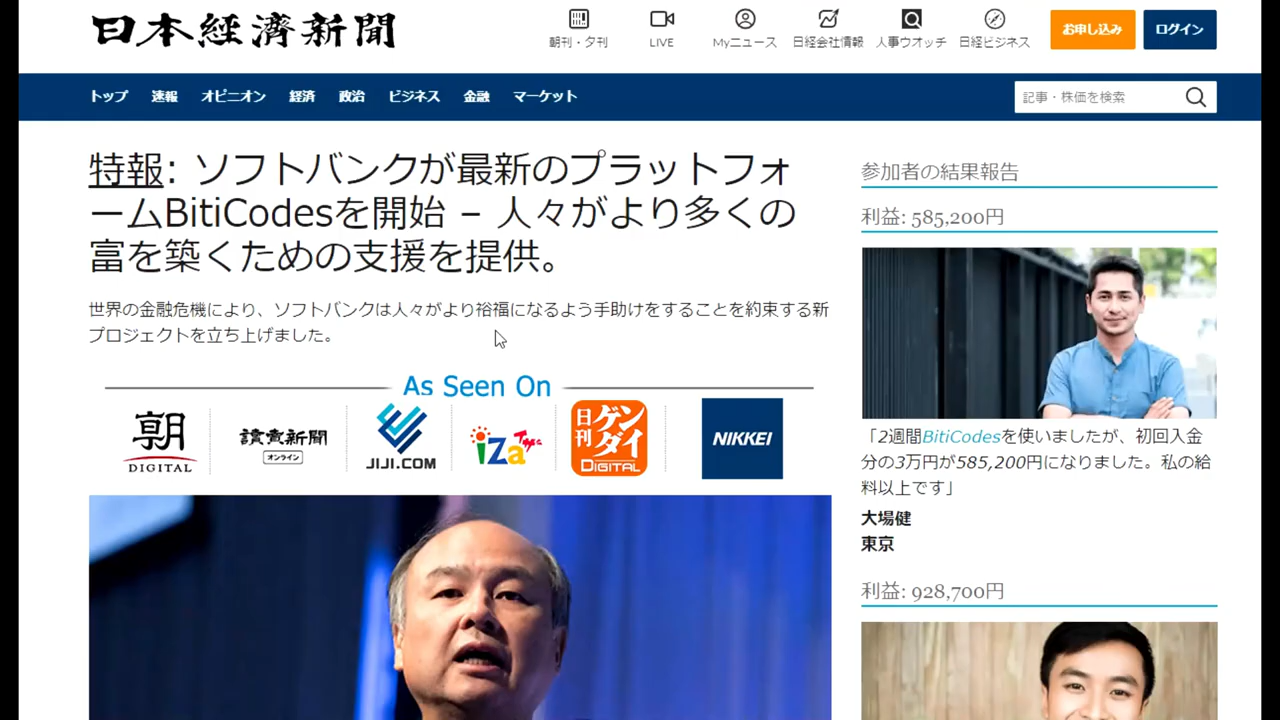 日本經濟新聞
朝刊・夕刊
LIVE
Myニュース
日経会社情報
人事ウオッチ
日経ビジネス
お申し込み
ログイン
トップ 速報 オピニオン 経済 政治 ビジネス 金融 マーケット
記事・株価を検索
特報: ソフトバンクが最新のプラットフォ
ームBitiCodesを開始 – 人々がより多くの
富を築くための支援を提供。
世界の金融危機により、ソフトバンクは人々がより裕福になるよう手助けをすることを約束する新
プロジェクトを立ち上げました。
As Seen On
朝
DIGITAL
讀賣新聞
オンライン
JIJI.COM
iza
日刊
ゲンダイ
DIGITAL
NIKKEI
参加者の結果報告
利益: 585,200円
「2週間BitiCodesを使いましたが、初回入金
分の3万円が585,200円になりました。私の給
料以上です」
大場健
東京
利益: 928,700円